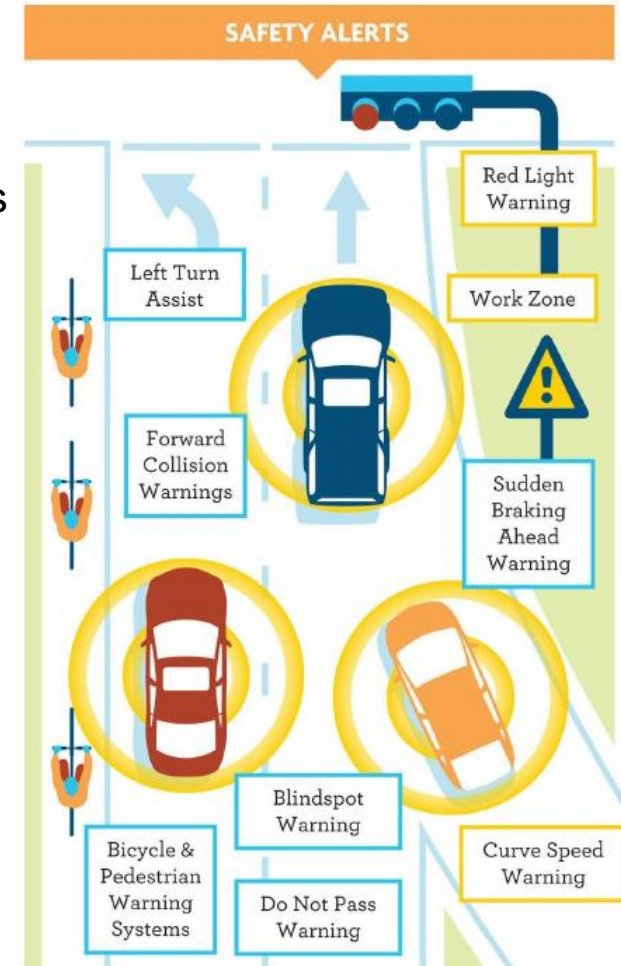 SAFETY ALERTS
s
Red Light
Warning
Left Turn
Assist
Work Zone
Forward
Collision
Warnings
Sudden
Braking
Ahead
Warning
Blindspot
Warning
Bicycle &
Pedestrian
Warning
Systems
Curve Speed
Warning
Do Not Pass
Warning